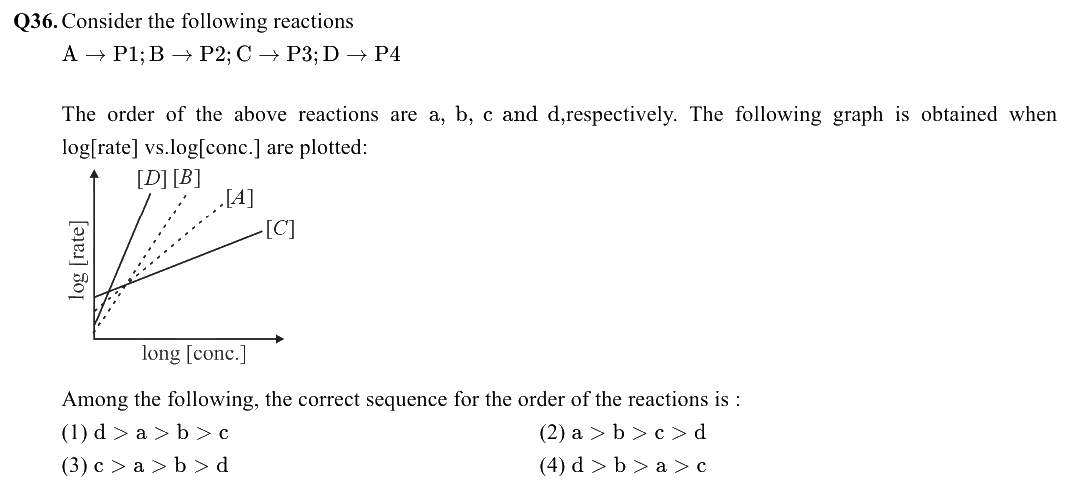 Q36. Consider the following reactions
A → P1; B → P2; C → P3; D → P4
The order of the above reactions are a, b, c and d,respectively. The following graph is obtained when
log[rate] vs.log[conc.] are plotted:
[D] [B]
[A]
[C]
log [rate]
long [conc.]
Among the following, the correct sequence for the order of the reactions is :
(1) d > a > b > c (2) a > b > c > d
(3) c > a > b > d (4) d > b > a > c